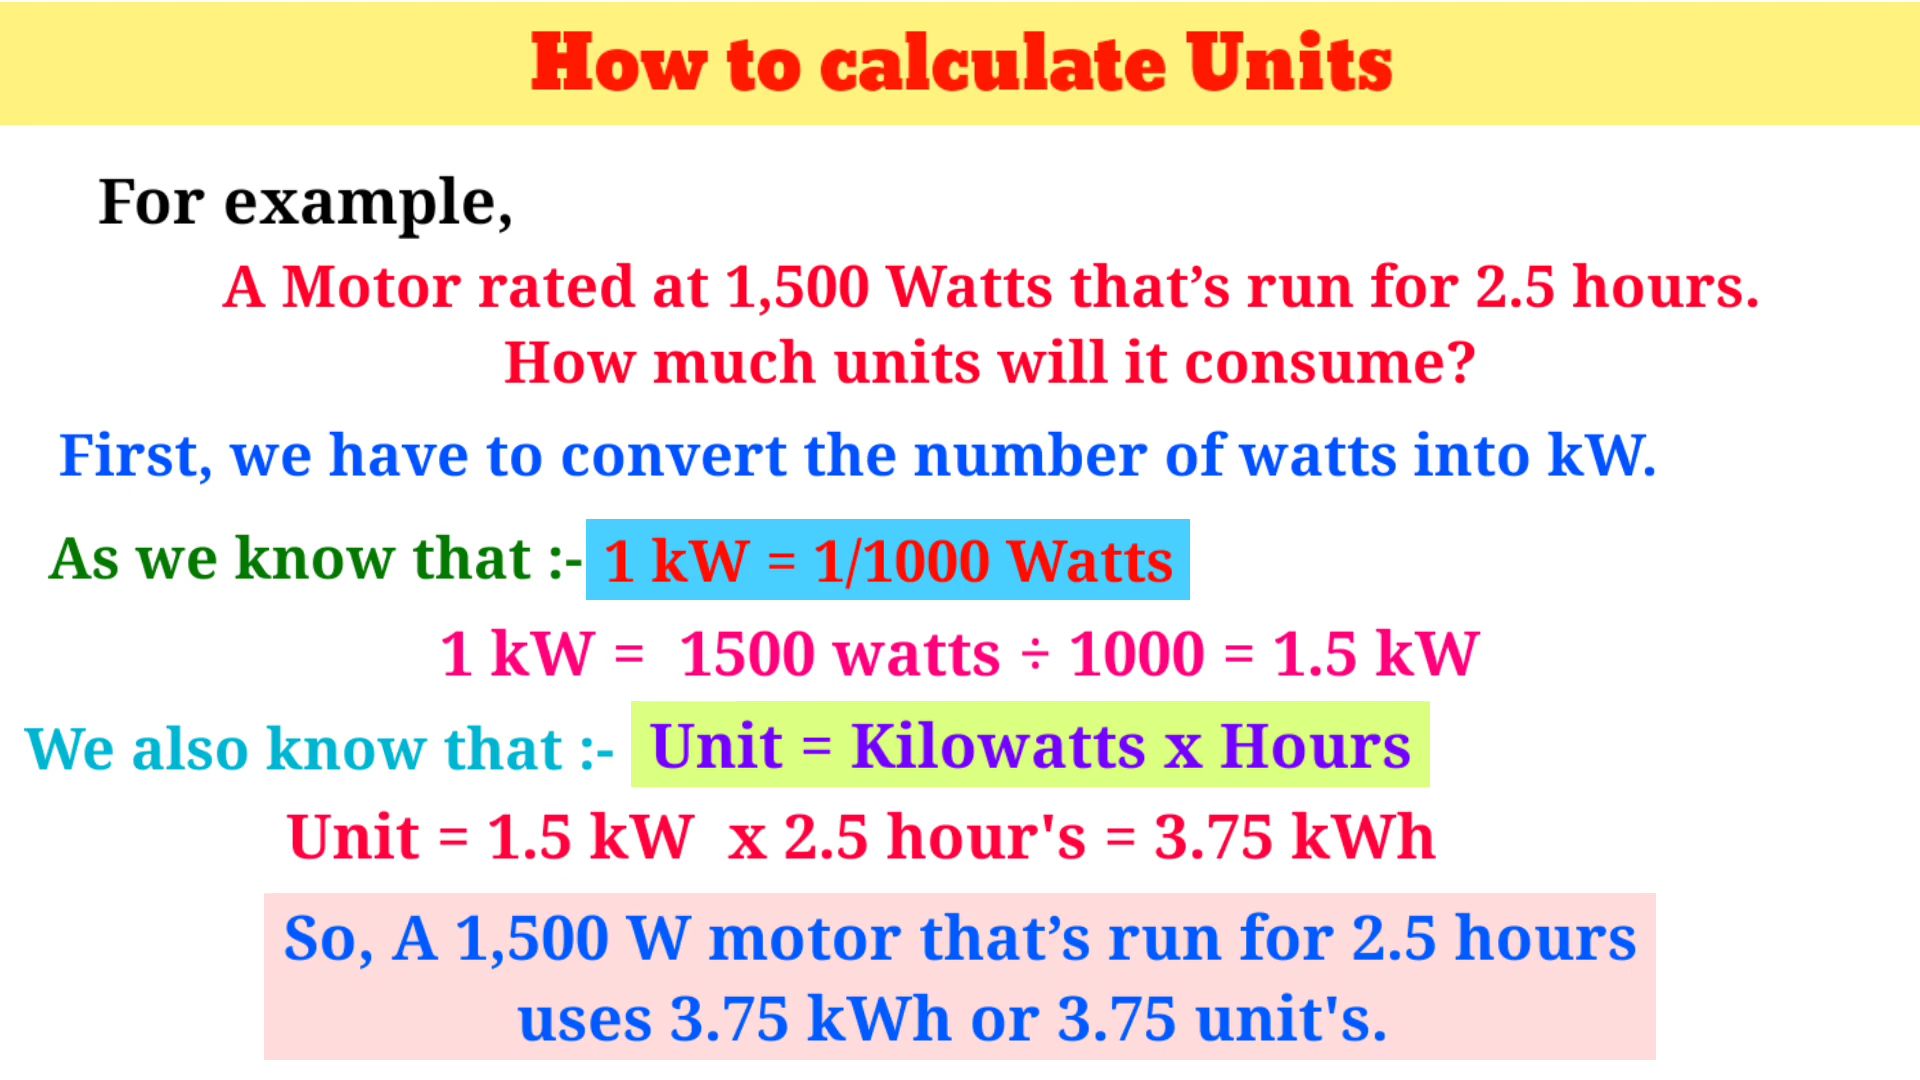 How to calculate Units
For example,
A Motor rated at 1,500 Watts that’s run for 2.5 hours.
How much units will it consume?
First, we have to convert the number of watts into kW.
As we know that :- 1 kW = 1/1000 Watts
1 kW = 1500 watts ÷ 1000 = 1.5 kW
We also know that :- Unit = Kilowatts x Hours
Unit = 1.5 kW x 2.5 hour's = 3.75 kWh
So, A 1,500 W motor that’s run for 2.5 hours
uses 3.75 kWh or 3.75 unit's.